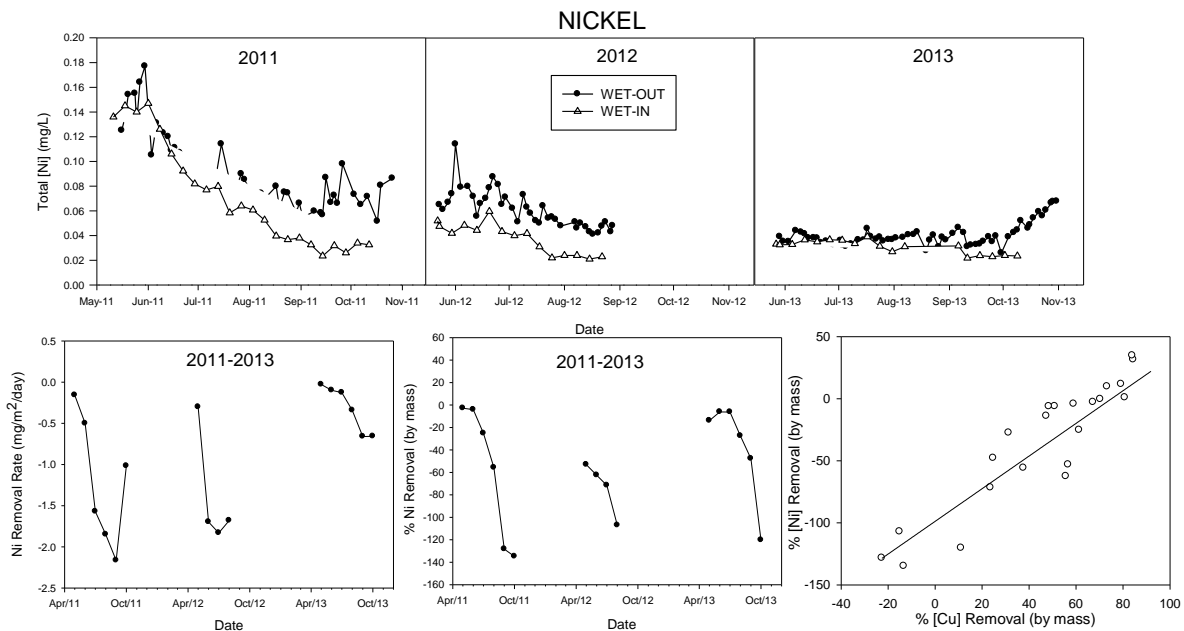 NICKEL
2011
2012
2013
Total [Ni] (mg/L)
0.20
0.18
0.16
0.14
0.12
0.10
0.08
0.06
0.04
0.02
0.00
WET-OUT
WET-IN
May-11 Jun-11 Jul-11 Aug-11 Sep-11 Oct-11 Nov-11
Jun-12 Jul-12 Aug-12 Sep-12 Oct-12 Nov-12
Jun-13 Jul-13 Aug-13 Sep-13 Oct-13 Nov-13
Date
2011-2013
Ni Removal Rate (mg/m2/day)
0.5
0.0
-0.5
-1.0
-1.5
-2.0
-2.5
Apr/11 Oct/11 Apr/12 Oct/12 Apr/13 Oct/13
Date
2011-2013
% Ni Removal (by mass)
60
40
20
0
-20
-40
-60
-80
-100
-120
-140
-160
Apr/11 Oct/11 Apr/12 Oct/12 Apr/13 Oct/13
Date
% [Ni] Removal (by mass)
50
0
-50
-100
-150
-40 -20 0 20 40 60 80 100
% [Cu] Removal (by mass)